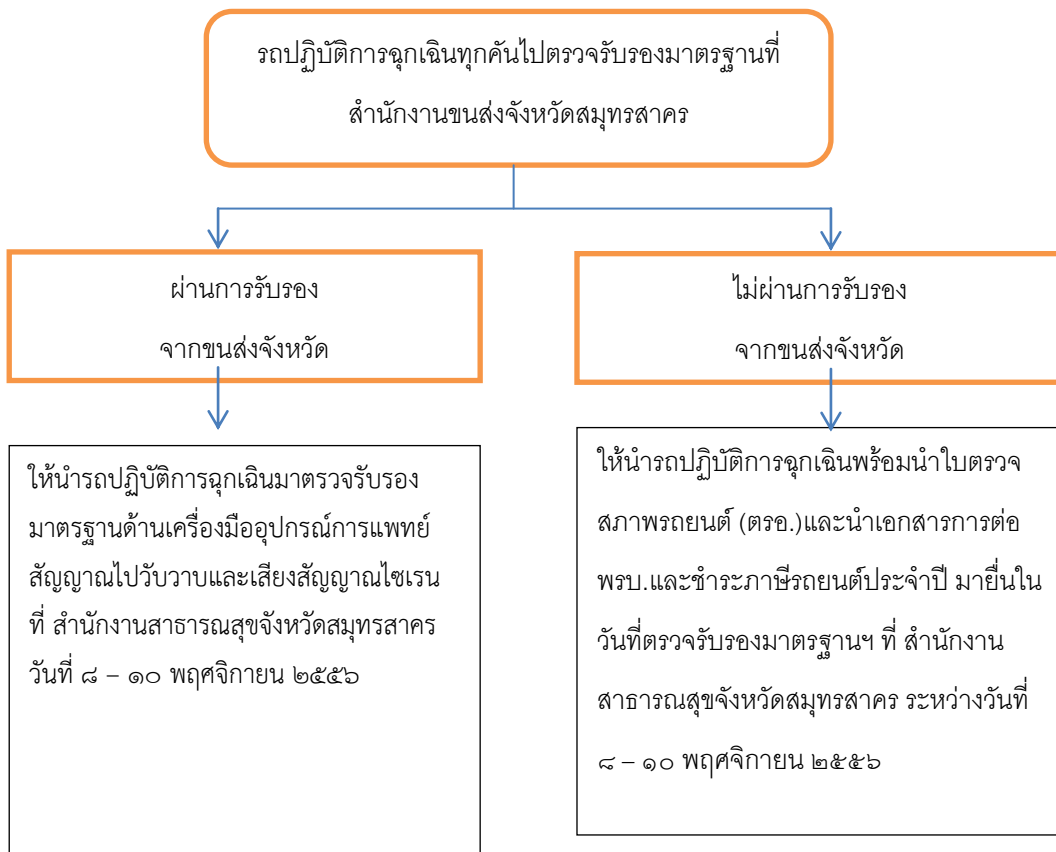 รถปฏิบัติการฉุกเฉินทุกคันไปตรวจรับรองมาตรฐานที่
สำนักงานขนส่งจังหวัดสมุทรสาคร
ผ่านการรับรอง
จากขนส่งจังหวัด
ไม่ผ่านการรับรอง
จากขนส่งจังหวัด
ให้นำรถปฏิบัติการฉุกเฉินมาตรวจรับรอง
มาตรฐานด้านเครื่องมืออุปกรณ์การแพทย์
สัญญาณไปวับวาบและเสียงสัญญาณไซเรน
ที่ สำนักงานสาธารณสุขจังหวัดสมุทรสาคร
วันที่ ๘ – ๑๐ พฤศจิกายน ๒๕๕๖
ให้นำรถปฏิบัติการฉุกเฉินพร้อมนำใบตรวจ
สภาพรถยนต์ (ตรอ.)และนำเอกสารการต่อ
พรบ.และชำระภาษีรถยนต์ประจำปี มายื่นใน
วันที่ตรวจรับรองมาตรฐานฯ ที่ สำนักงาน
สาธารณสุขจังหวัดสมุทรสาคร ระหว่างวันที่
๘ – ๑๐ พฤศจิกายน ๒๕๕๖